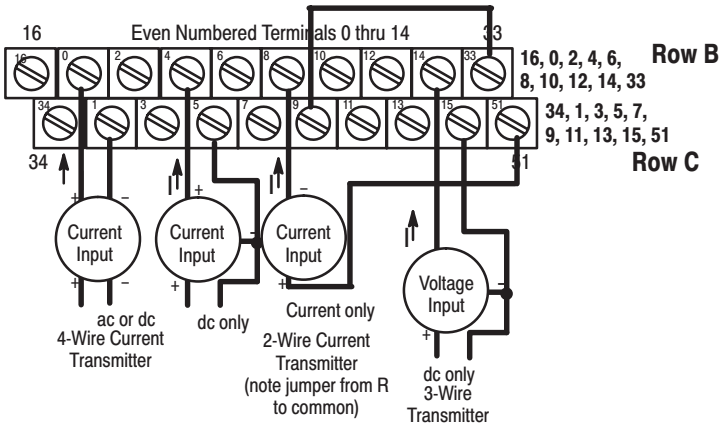 16 Even Numbered Terminals 0 thru 14 33
16 0 2 4 6 8 10 12 14 33
16, 0, 2, 4, 6,
8, 10, 12, 14, 33
Row B
34 1 3 5 7 9 11 13 15 51
34, 1, 3, 5, 7,
9, 11, 13, 15, 51
Row C
34 51
I I I
+ – + – – 
Current
Input
Current
Input
Current
Input
Voltage
Input
–
+ – + + +
ac or dc
4-Wire Current
Transmitter
dc only
Current only
2-Wire Current
Transmitter
(note jumper from R
to common)
dc only
3-Wire
Transmitter